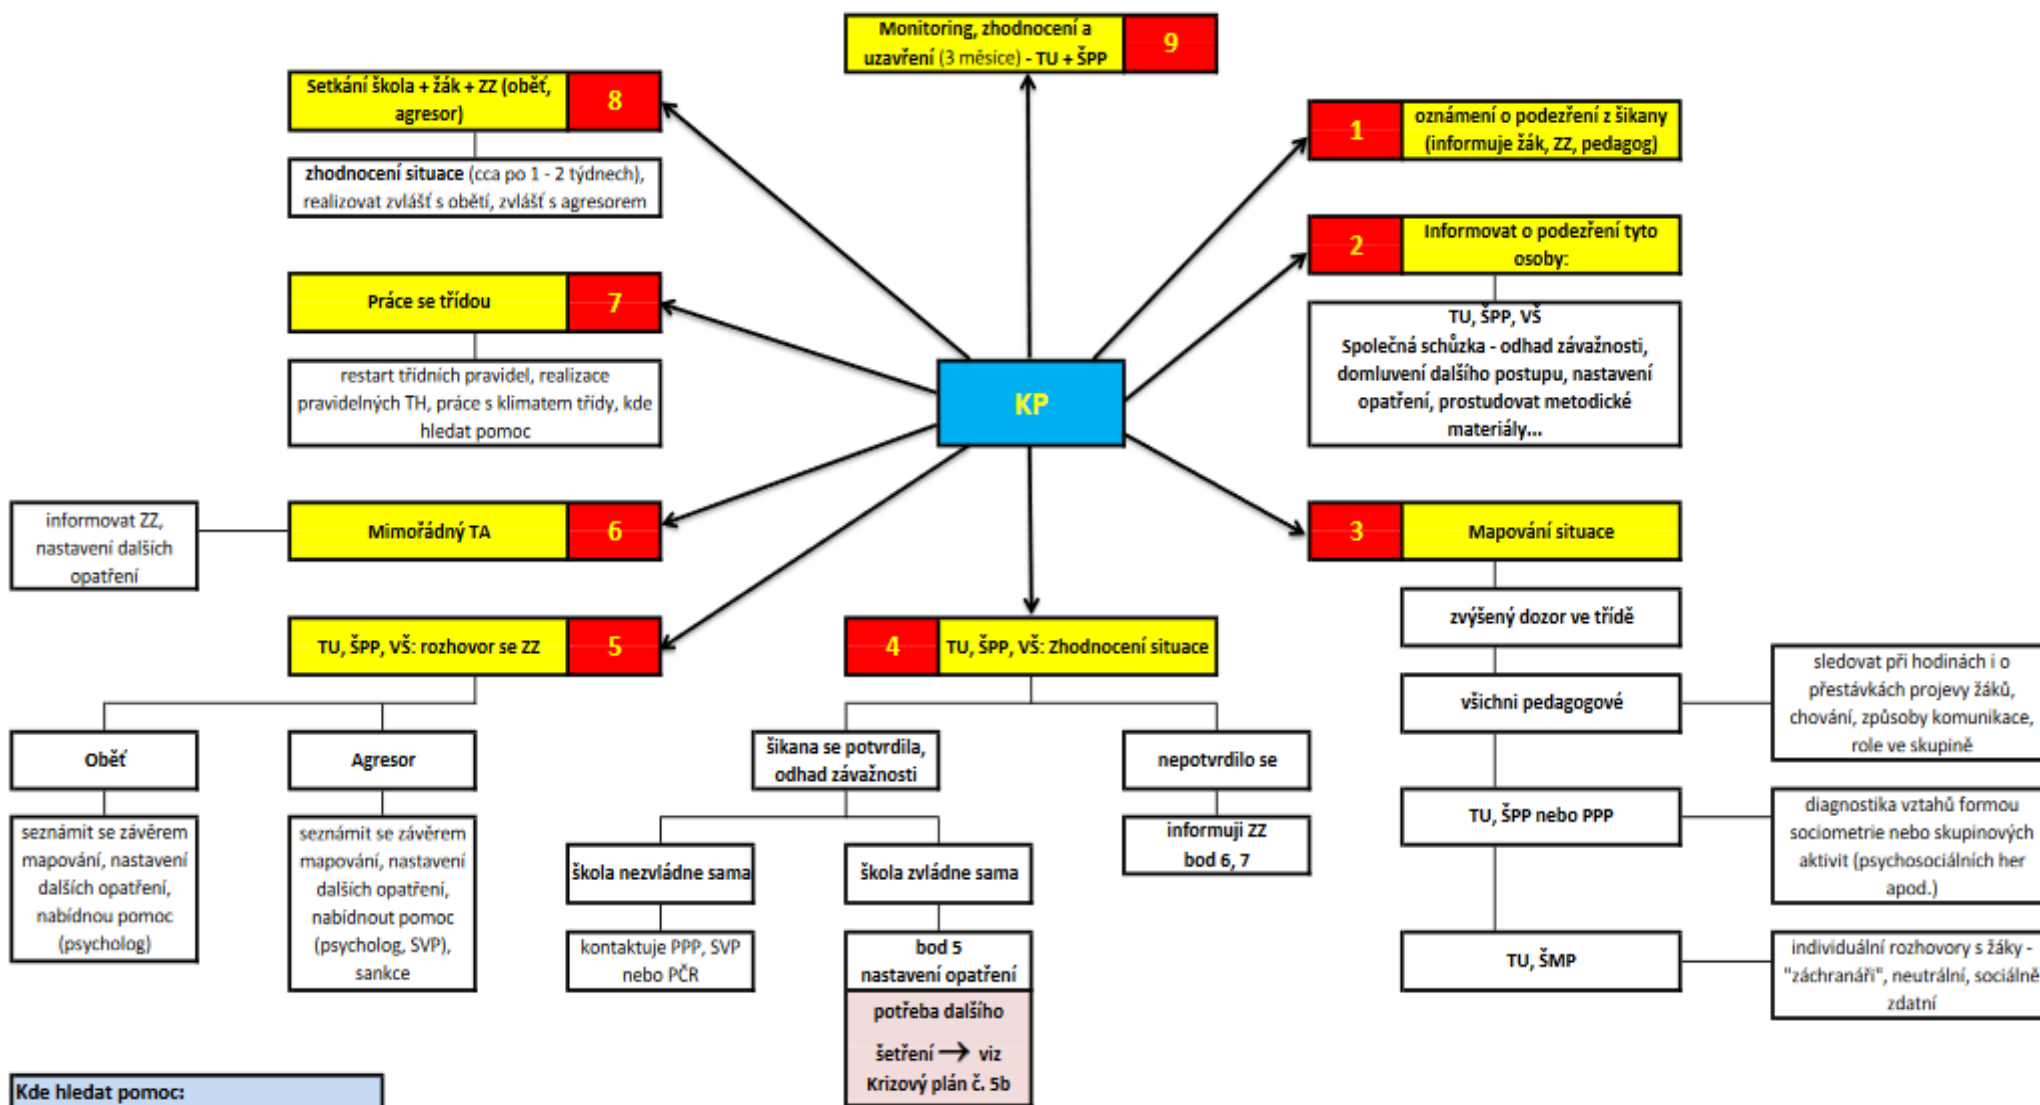 Monitoring, zhodnocení a
uzavření (3 měsíce) - TU + ŠPP
9
Setkání škola + žák + ZZ (oběť,
agresor)
8
zhodnocení situace (cca po 1 - 2 týdnech),
realizovat zvlášť s obětí, zvlášť s agresorem
1
oznámení o podezření z šikany
(informuje žák, ZZ, pedagog)
2
Informovat o podezření tyto
osoby:
TU, ŠPP, VŠ
Společná schůzka - odhad závažnosti,
domluvení dalšího postupu, nastavení
opatření, prostudovat metodické
materiály...
Práce se třídou
7
restart třídních pravidel, realizace
pravidelných TH, práce s klimatem třídy, kde
hledat pomoc
KP
informovat ZZ,
nastavení dalších
opatření
Mimořádný TA
6
3
Mapování situace
zvýšený dozor ve třídě
všichni pedagogové
sledovat při hodinách i o
přestávkách projevy žáků,
chování, způsoby komunikace,
role ve skupině
TU, ŠPP nebo PPP
diagnostika vztahů formou
sociometrie nebo skupinových
aktivit (psychosociálních her
apod.)
TU, ŠMP
individuální rozhovory s žáky -
"záchranáři", neutrální, sociálně
zdatní
TU, ŠPP, VŠ: rozhovor se ZZ
5
Oběť
seznámit se závěrem
mapování, nastavení
dalších opatření,
nabídnou pomoc
(psycholog)
Agresor
seznámit se závěrem
mapování, nastavení
dalších opatření,
nabídnout pomoc
(psycholog, SVP),
sankce
4
TU, ŠPP, VŠ: Zhodnocení situace
šikana se potvrdila,
odhad závažnosti
nepotvrdilo se
informuji ZZ
bod 6, 7
škola nezvládne sama
kontaktuje PPP, SVP
nebo PČR
škola zvládne sama
bod 5
nastavení opatření
potřeba dalšího
šetření → viz
Krizový plán č. 5b
Kde hledat pomoc: